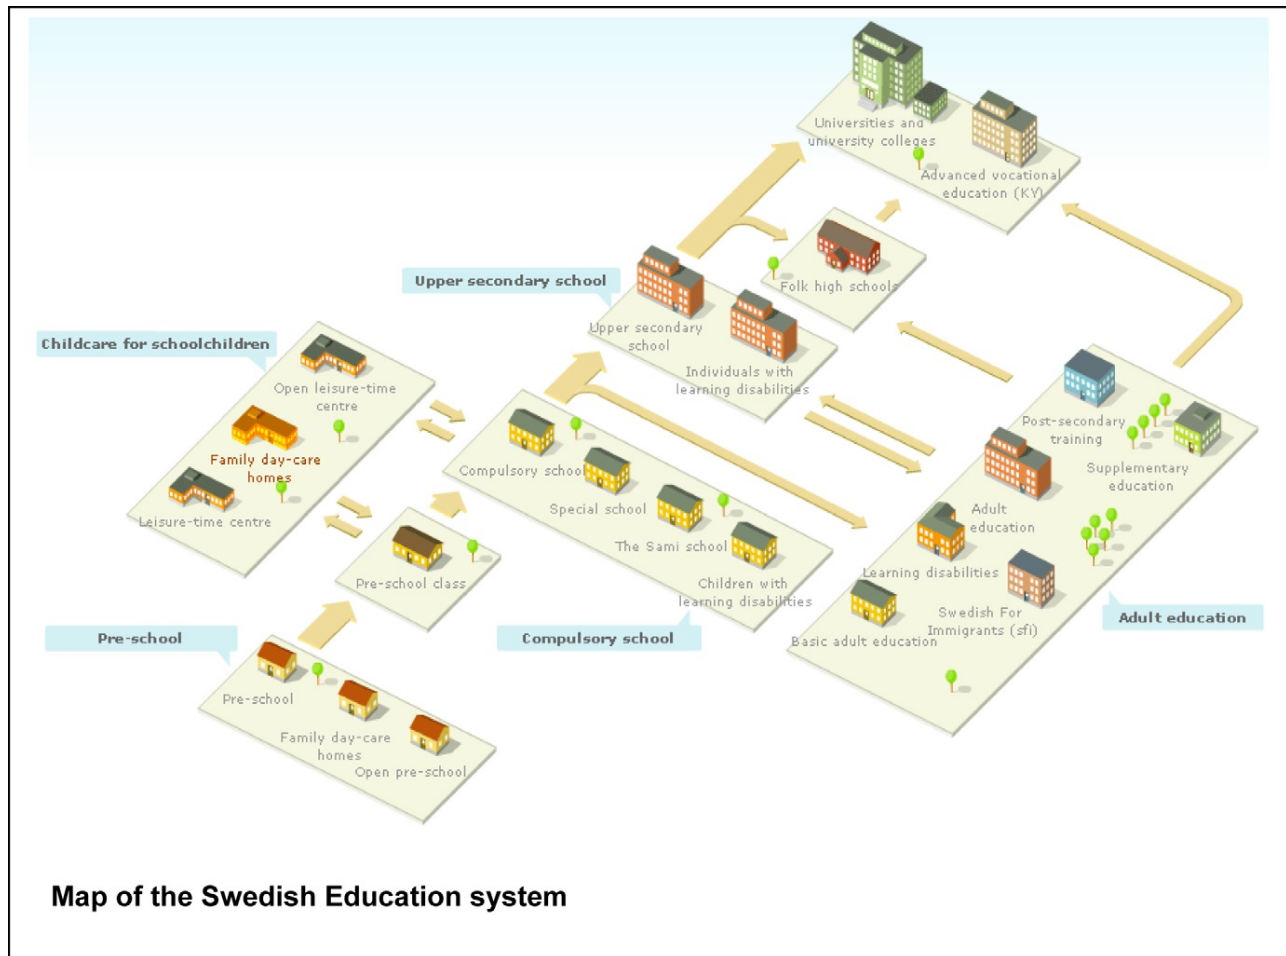 Universities and
university colleges
Advanced vocational
education (KY)
Folk high schools
Upper secondary school
Upper secondary
school
Individuals with
learning disabilities
Childcare for schoolchildren
Open leisure-time
centre
Family day-care
homes
Leisure-time centre
Compulsory school
Special school
The Sami school
Children with
learning disabilities
Compulsory school
Pre-school class
Pre-school
Pre-school
Family day-care
homes
Open pre-school
Post-secondary
training
Supplementary
education
Adult
education
Learning disabilities
Swedish For
Immigrants (sfi)
Basic adult education
Adult education
Map of the Swedish Education system